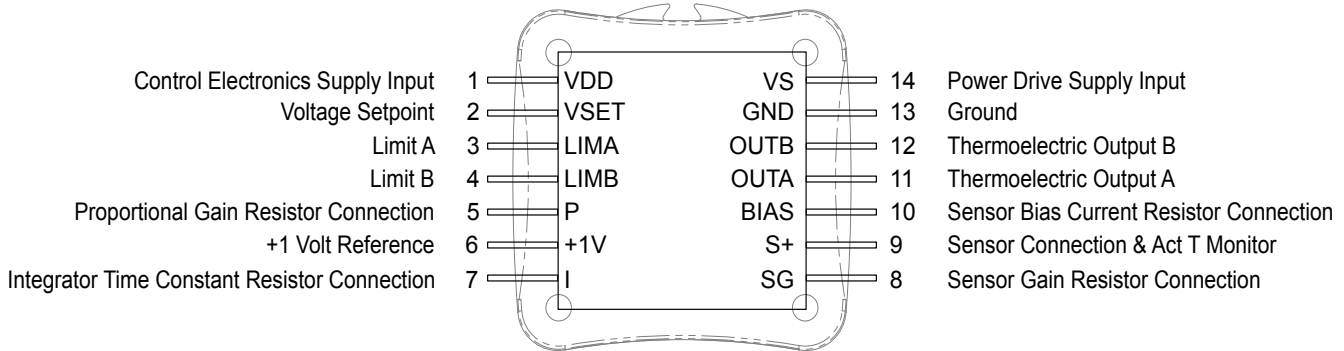 Control Electronics Supply Input 1 VDD VS 14 Power Drive Supply Input
Voltage Setpoint 2 VSET GND 13 Ground
Limit A 3 LIMA OUTB 12 Thermoelectric Output B
Limit B 4 LIMB OUTA 11 Thermoelectric Output A
Proportional Gain Resistor Connection 5 P BIAS 10 Sensor Bias Current Resistor Connection
+1 Volt Reference 6 +1V S+ 9 Sensor Connection & Act T Monitor
Integrator Time Constant Resistor Connection 7 I SG 8 Sensor Gain Resistor Connection